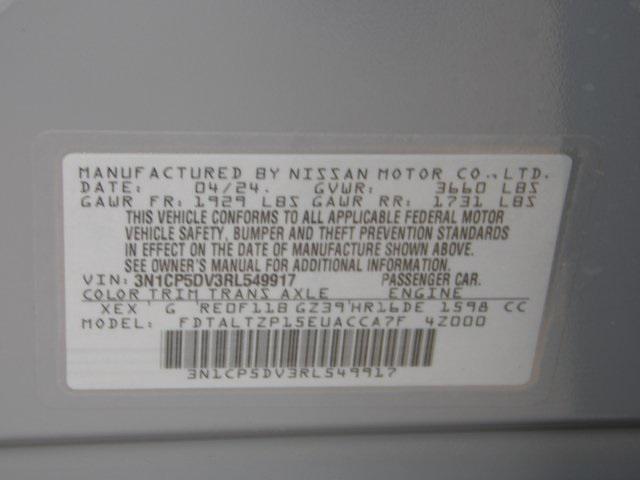 MANUFACTURED BY NISSAN MOTOR CO., LTD.
DATE: 04/24. GVWR: 3660 LBS
GAWR FR: 1929 LBS GAWR RR: 1731 LBS
THIS VEHICLE CONFORMS TO ALL APPLICABLE FEDERAL MOTOR
VEHICLE SAFETY, BUMPER AND THEFT PREVENTION STANDARDS
IN EFFECT ON THE DATE OF MANUFACTURE SHOWN ABOVE.
SEE OWNER'S MANUAL FOR ADDITIONAL INFORMATION.
VIN: 3N1CP5DV3RL549917 PASSENGER CAR.
COLOR TRIM TRANS AXLE ENGINE
XEX G RE0F11B GZ39 HR16DE 1598 CC
MODEL: FDTALTZP15EUACCA7F 4Z000
3N1CP5DV3RL549917